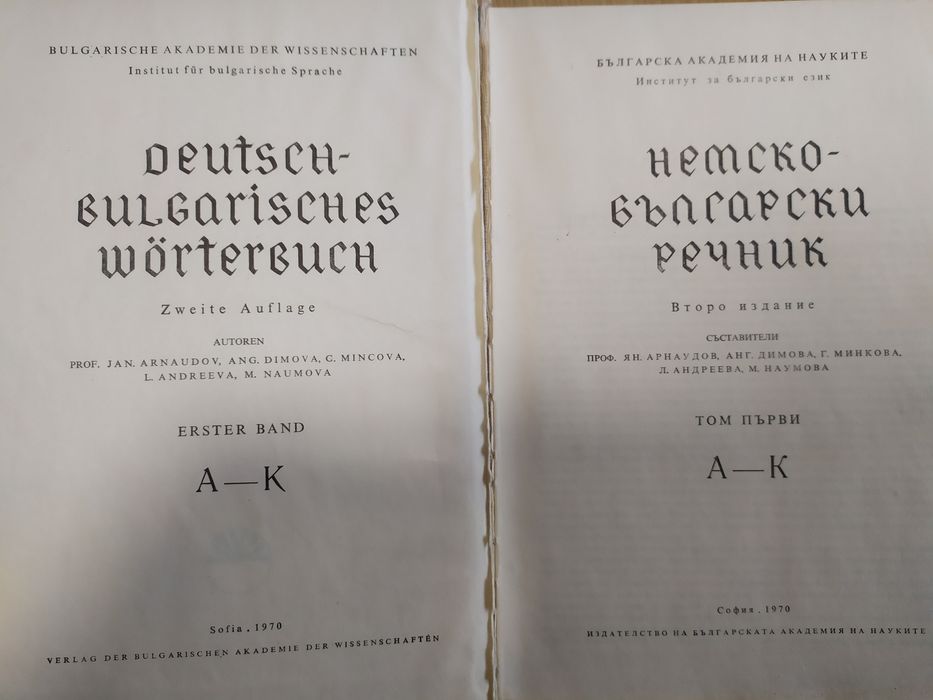 BULGARISCHE AKADEMIE DER WISSENSCHAFTEN
Institut für bulgarische Sprache
DEUTSCH-
BULGARISCHES
WÖRTERBUCH
Zweite Auflage
AUTOREN
PROF. JAN. ARNAUDOV, ANG. DIMOVA, G. MINCOVA,
L. ANDREEVA, M. NAUMOVA
ERSTER BAND
A—K
Sofia . 1970
VERLAG DER BULGARISCHEN AKADEMIE DER WISSENSCHAFTEN
БЪЛГАРСКА АКАДЕМИЯ НА НАУКИТЕ
Институт за български език
НЕМСКО-
БЪЛГАРСКИ
РЕЧНИК
Второ издание
СЪСТАВИТЕЛИ
ПРОФ. ЯН. АРНАУДОВ, АНГ. ДИМОВА, Г. МИНКОВА,
Л. АНДРЕЕВА, М. НАУМОВА
ТОМ ПЪРВИ
A—K
София . 1970
ИЗДАТЕЛСТВО НА БЪЛГАРСКАТА АКАДЕМИЯ НА НАУКИТЕ